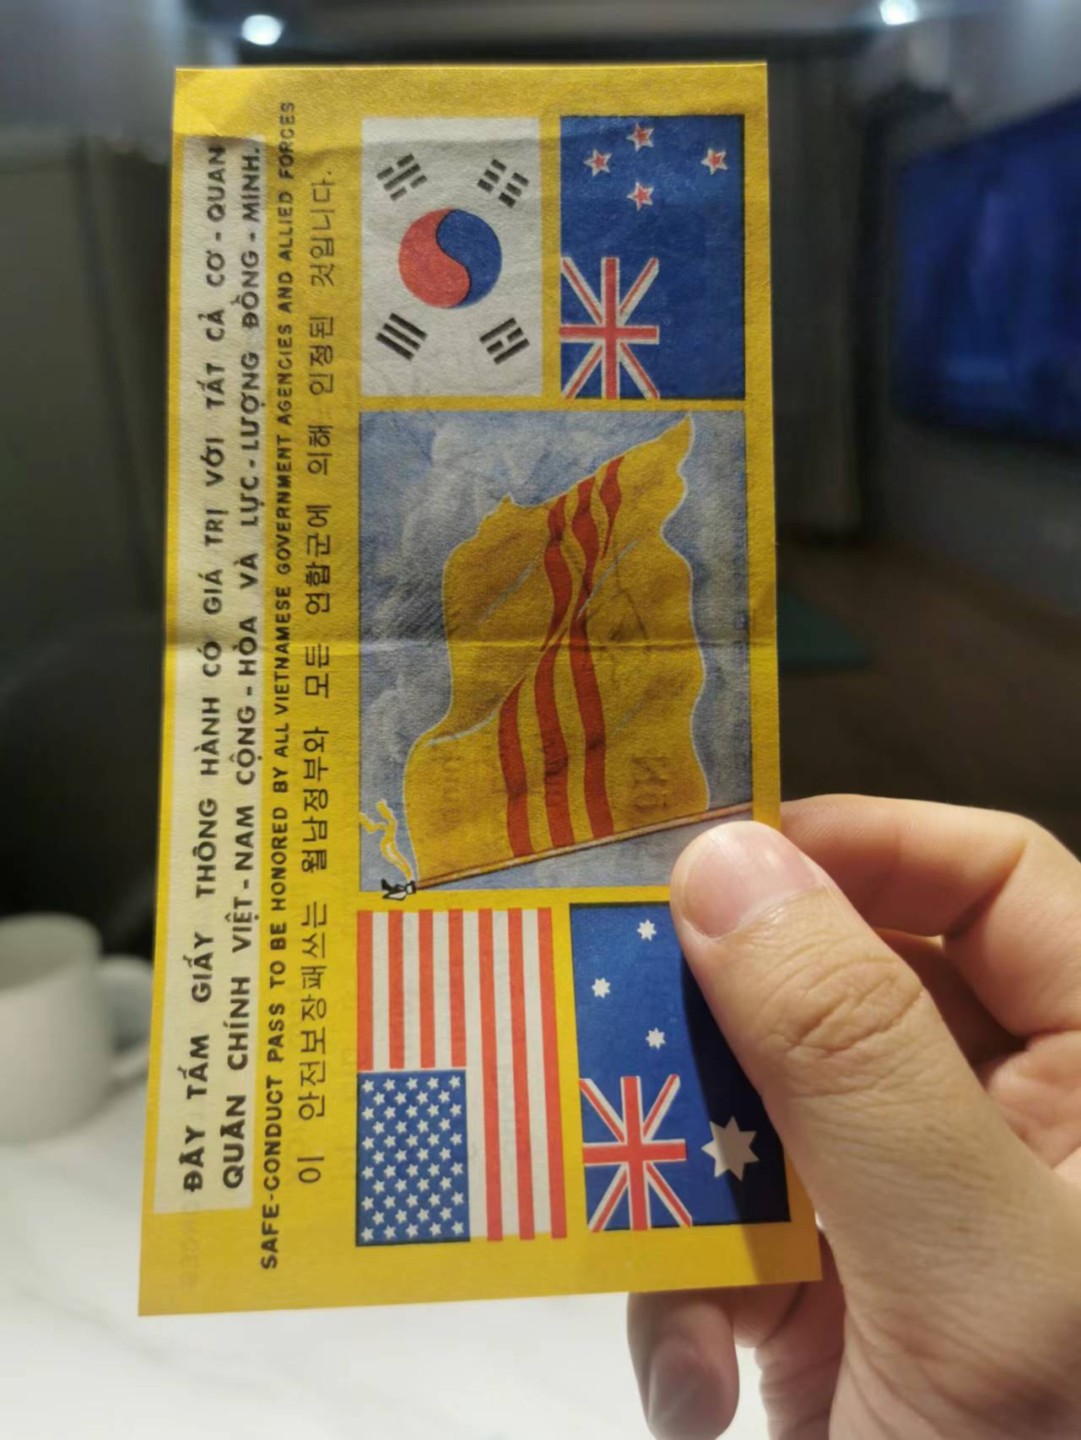 ĐÂY TẤM GIẤY THÔNG HÀNH CÓ GIÁ TRỊ VỚI TẤT CẢ CƠ - QUAN
QUÂN CHÍNH VIỆT - NAM CỘNG - HÒA VÀ LỰC - LƯỢNG ĐỒNG - MINH.
SAFE-CONDUCT PASS TO BE HONORED BY ALL VIETNAMESE GOVERNMENT AGENCIES AND ALLIED FORCES
이 안전보장패쓰는 월남정부와 모든 연합군에 의해 인정된 것입니다.